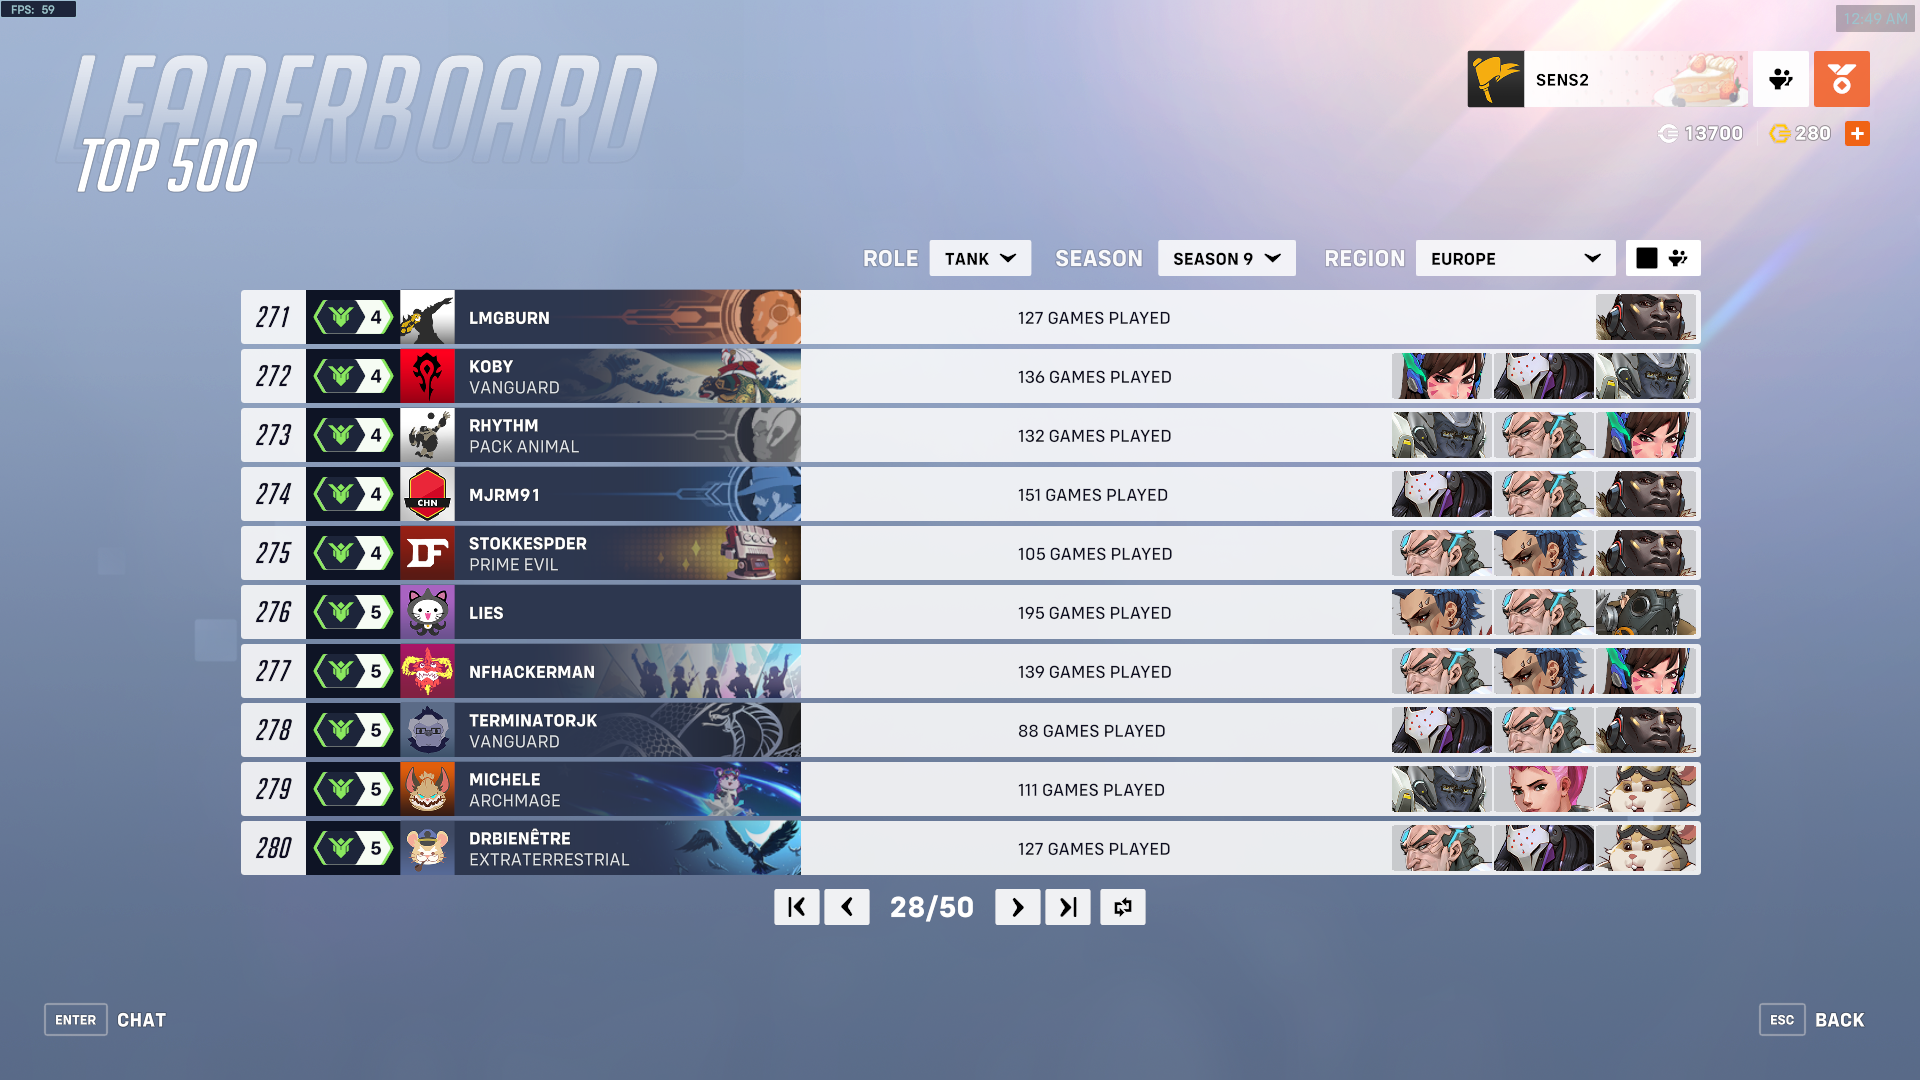 FPS: 59
12:49 AM
LEADERBOARD
TOP 500
SENS2
13700
280
ROLE TANK SEASON SEASON 9 REGION EUROPE
271 4 LMGBURN 127 GAMES PLAYED
272 4 KOBY VANGUARD 136 GAMES PLAYED
273 4 RHYTHM PACK ANIMAL 132 GAMES PLAYED
274 4 CHN MJRM91 151 GAMES PLAYED
275 4 DF STOKKESPDER PRIME EVIL 105 GAMES PLAYED
276 5 LIES 195 GAMES PLAYED
277 5 NFHACKERMAN 139 GAMES PLAYED
278 5 TERMINATORJK VANGUARD 88 GAMES PLAYED
279 5 MICHELE ARCHMAGE 111 GAMES PLAYED
280 5 DRBIENÊTRE EXTRATERRESTRIAL 127 GAMES PLAYED
28/50
ENTER CHAT
ESC BACK